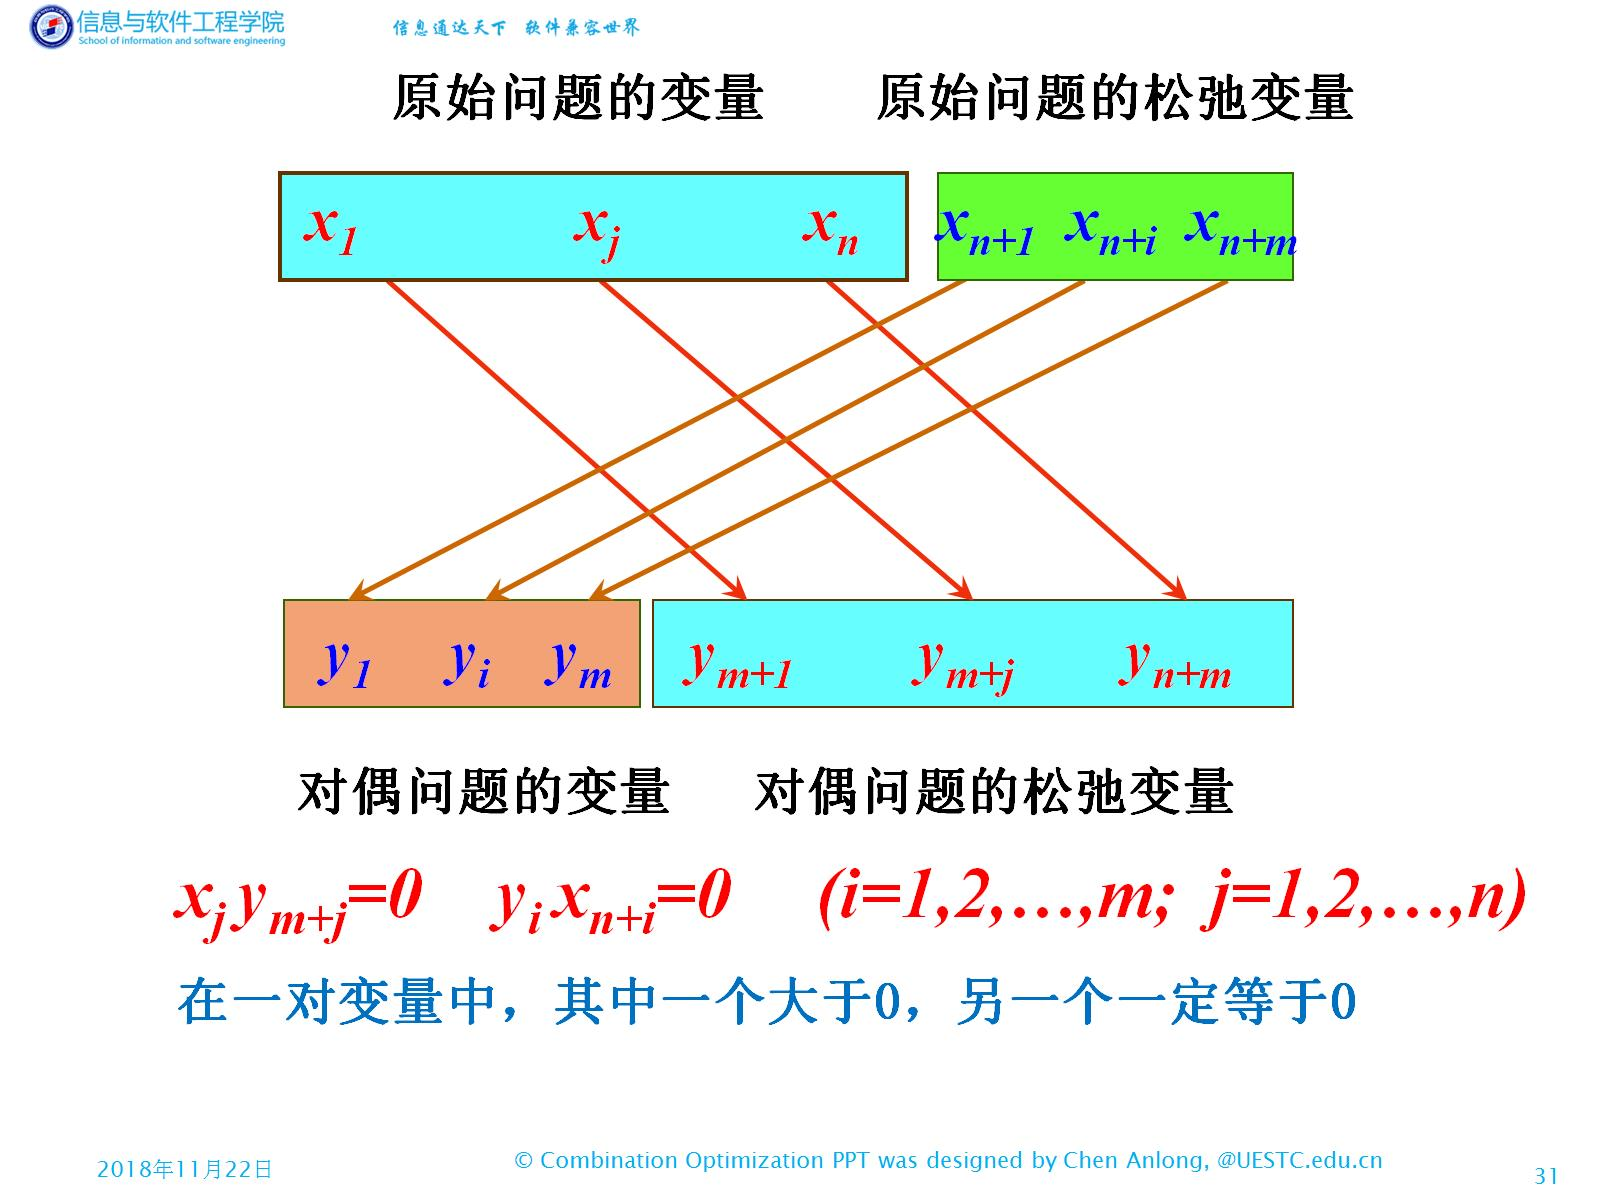 信息与软件工程学院
School of information and software engineering
信息通达天下 软件兼容世界
原始问题的变量 原始问题的松弛变量
x1 xj xn xn+1 xn+i xn+m
y1 yi ym ym+1 ym+j yn+m
对偶问题的变量 对偶问题的松弛变量
xjym+j=0 yixn+i=0 (i=1,2,…,m; j=1,2,…,n)
在一对变量中，其中一个大于0，另一个一定等于0
2018年11月22日 © Combination Optimization PPT was designed by Chen Anlong, @UESTC.edu.cn 31